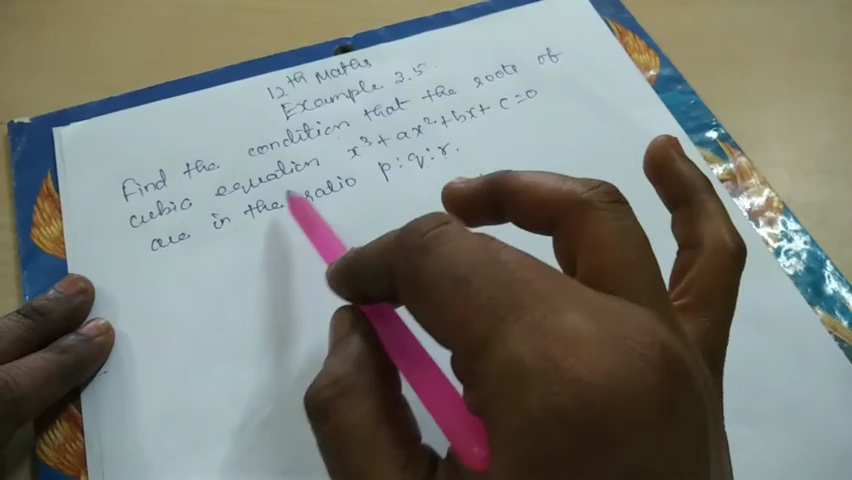 12th Maths
Example 3.5
Find the condition that the roots of
cubic equation x³+ax²+bx+c=0
are in the ratio p:q:r.